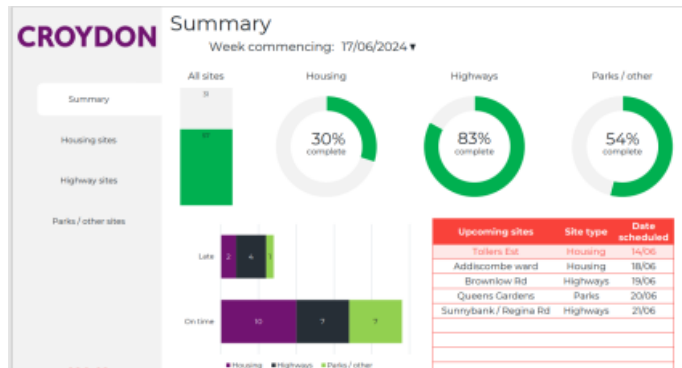 CROYDON
Summary
Week commencing: 17/06/2024▼
Summary
Housing sites
Highway sites
Parks / other sites
All sites
31
57
Housing
30%
complete
Highways
83%
complete
Parks / other
54%
complete
Late
2
4
1
On time
10
7
7
Housing
Highways
Parks / other
Upcoming sites Site type Date scheduled
Tollers Est Housing 14/06
Addiscombe ward Housing 18/06
Brownlow Rd Highways 19/06
Queens Gardens Parks 20/06
Sunnybank / Regina Rd Highways 21/06